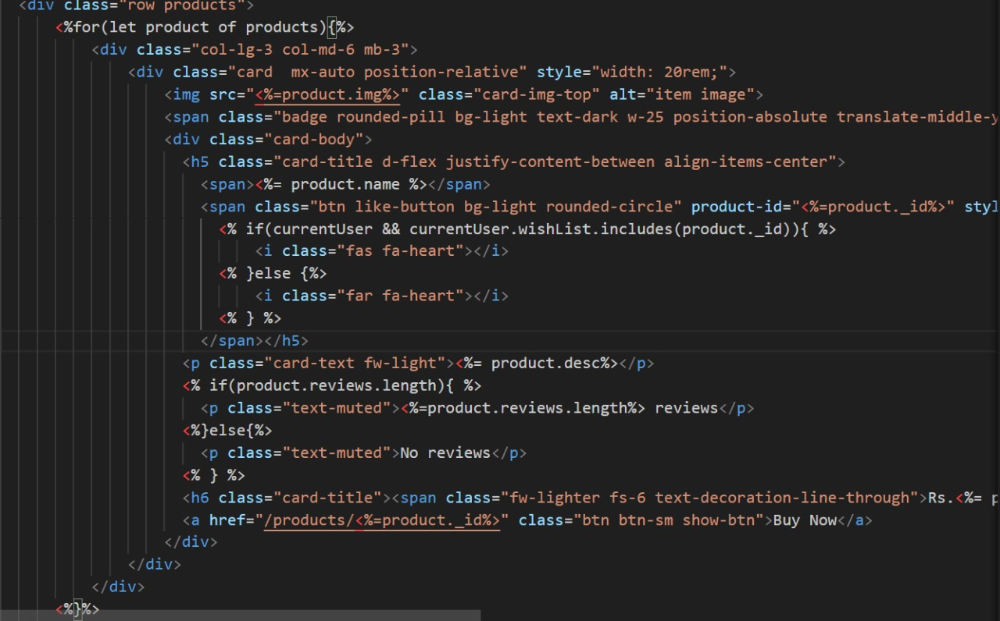 <div class="row products">
<%for(let product of products){%>
<div class="col-lg-3 col-md-6 mb-3">
<div class="card  mx-auto position-relative" style="width: 20rem;">
<img src="<%=product.img%>" class="card-img-top" alt="item image">
<span class="badge rounded-pill bg-light text-dark w-25 position-absolute translate-middle-y
<div class="card-body">
<h5 class="card-title d-flex justify-content-between align-items-center">
<span><%= product.name %></span>
<span class="btn like-button bg-light rounded-circle" product-id="<%=product._id%>" styl
<% if(currentUser && currentUser.wishList.includes(product._id)){ %>
<i class="fas fa-heart"></i>
<% }else {%>
<i class="far fa-heart"></i>
<% } %>
</span></h5>
<p class="card-text fw-light"><%= product.desc%></p>
<% if(product.reviews.length){ %>
<p class="text-muted"><%=product.reviews.length%> reviews</p>
<%}else{%>
<p class="text-muted">No reviews</p>
<% } %>
<h6 class="card-title"><span class="fw-lighter fs-6 text-decoration-line-through">Rs.<%= p
<a href="/products/<%=product._id%>" class="btn btn-sm show-btn">Buy Now</a>
</div>
</div>
</div>
<%}%>